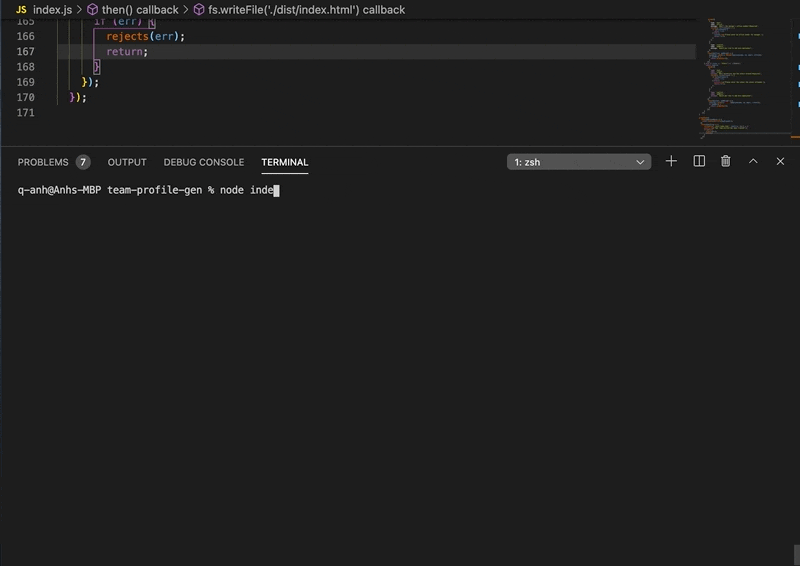 JS index.js > then() callback > fs.writeFile('./dist/index.html') callback
165 if (err) {
166 rejects(err);
167 return;
168 }
169 });
170 });
171
PROBLEMS 7 OUTPUT DEBUG CONSOLE TERMINAL 1: zsh
q-anh@Anhs-MBP team-profile-gen % node inde